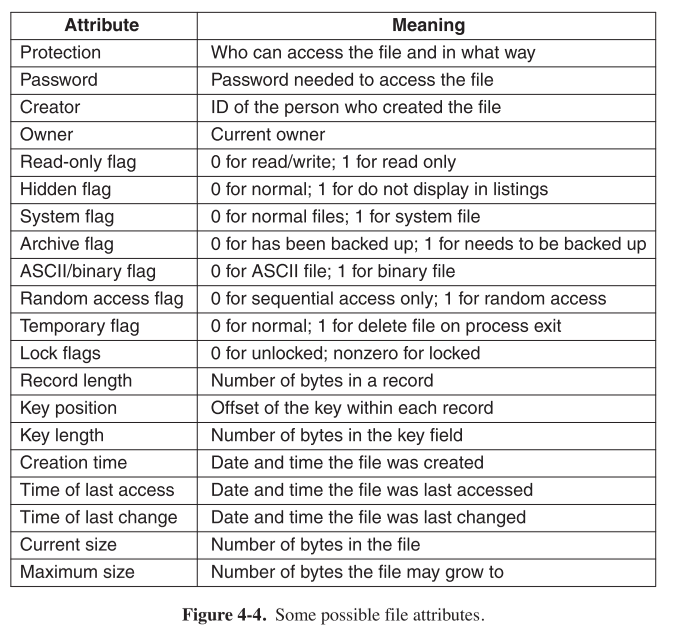 Attribute Meaning
Protection Who can access the file and in what way
Password Password needed to access the file
Creator ID of the person who created the file
Owner Current owner
Read-only flag 0 for read/write; 1 for read only
Hidden flag 0 for normal; 1 for do not display in listings
System flag 0 for normal files; 1 for system file
Archive flag 0 for has been backed up; 1 for needs to be backed up
ASCII/binary flag 0 for ASCII file; 1 for binary file
Random access flag 0 for sequential access only; 1 for random access
Temporary flag 0 for normal; 1 for delete file on process exit
Lock flags 0 for unlocked; nonzero for locked
Record length Number of bytes in a record
Key position Offset of the key within each record
Key length Number of bytes in the key field
Creation time Date and time the file was created
Time of last access Date and time the file was last accessed
Time of last change Date and time the file was last changed
Current size Number of bytes in the file
Maximum size Number of bytes the file may grow to
Figure 4-4. Some possible file attributes.